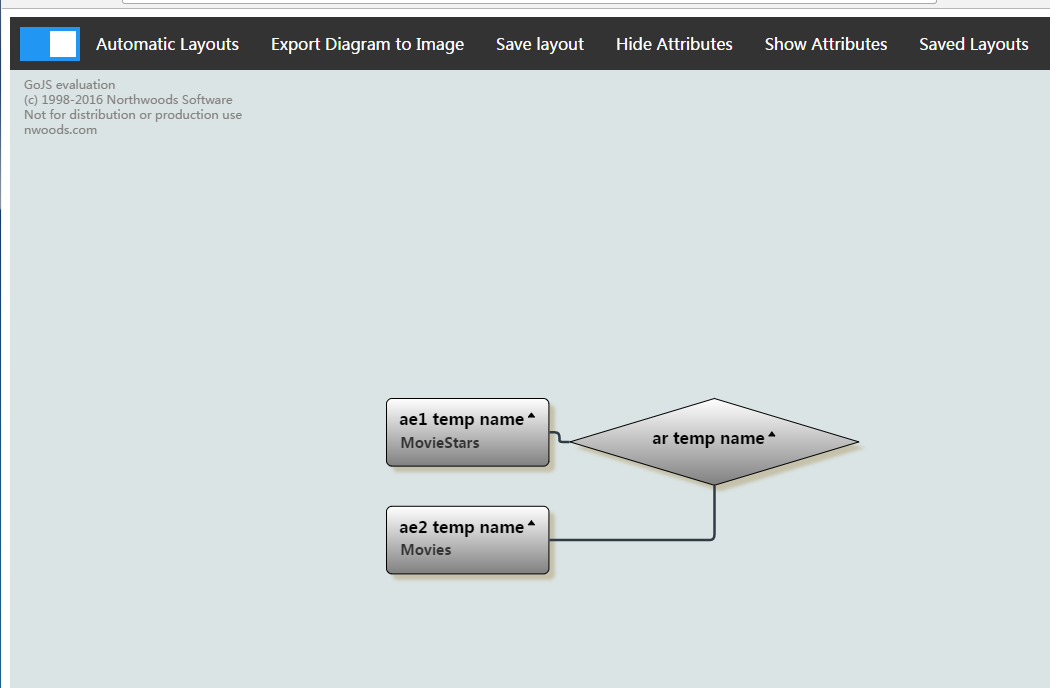 Automatic Layouts Export Diagram to Image Save layout Hide Attributes Show Attributes Saved Layouts
GoJS evaluation
(c) 1998-2016 Northwoods Software
Not for distribution or production use
nwoods.com
ae1 temp name
MovieStars
ar temp name
ae2 temp name
Movies